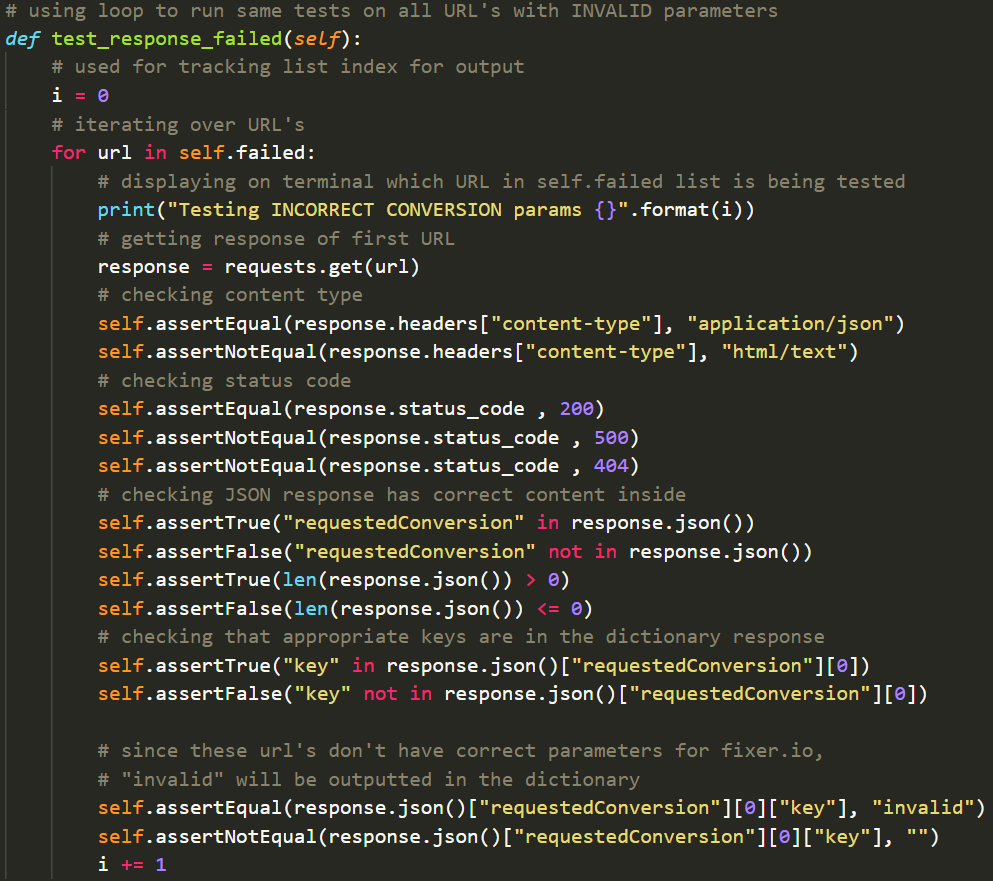 # using loop to run same tests on all URL's with INVALID parameters
def test_response_failed(self):
    # used for tracking list index for output
    i = 0
    # iterating over URL's
    for url in self.failed:
        # displaying on terminal which URL in self.failed list is being tested
        print("Testing INCORRECT CONVERSION params {}".format(i))
        # getting response of first URL
        response = requests.get(url)
        # checking content type
        self.assertEqual(response.headers["content-type"], "application/json")
        self.assertNotEqual(response.headers["content-type"], "html/text")
        # checking status code
        self.assertEqual(response.status_code , 200)
        self.assertNotEqual(response.status_code , 500)
        self.assertNotEqual(response.status_code , 404)
        # checking JSON response has correct content inside
        self.assertTrue("requestedConversion" in response.json())
        self.assertFalse("requestedConversion" not in response.json())
        self.assertTrue(len(response.json()) > 0)
        self.assertFalse(len(response.json()) <= 0)
        # checking that appropriate keys are in the dictionary response
        self.assertTrue("key" in response.json()["requestedConversion"][0])
        self.assertFalse("key" not in response.json()["requestedConversion"][0])

        # since these url's don't have correct parameters for fixer.io,
        # "invalid" will be outputted in the dictionary
        self.assertEqual(response.json()["requestedConversion"][0]["key"], "invalid")
        self.assertNotEqual(response.json()["requestedConversion"][0]["key"], "")
        i += 1